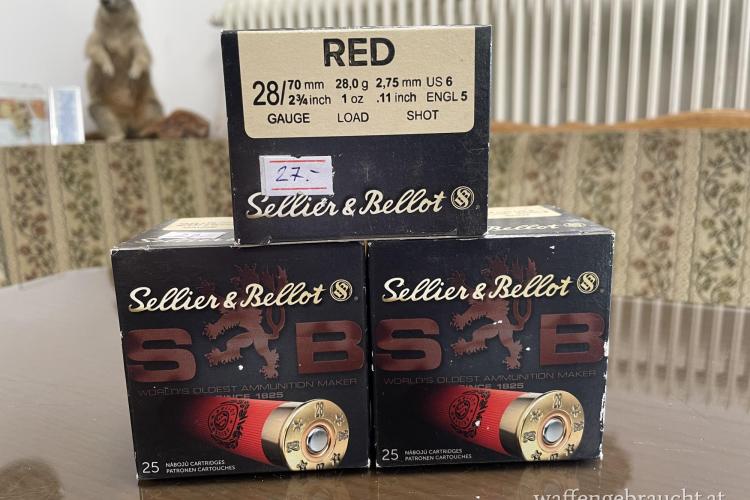 RED
28/ 70 mm 28,0 g 2,75 mm US 6
2¾ inch 1 oz .11 inch ENGL 5
GAUGE LOAD SHOT
27.-
Sellier & Bellot
Sellier & Bellot
S B
WORLD'S OLDEST AMMUNITION MAKER
SINCE 1825
28
25 NÁBOJŮ CARTRIDGES
PATRONEN CARTOUCHES
Sellier & Bellot
S B
WORLD'S OLDEST AMMUNITION MAKER
SINCE 1825
28
25 NÁBOJŮ CARTRIDGES
PATRONEN CARTOUCHES
waffengebraucht.at